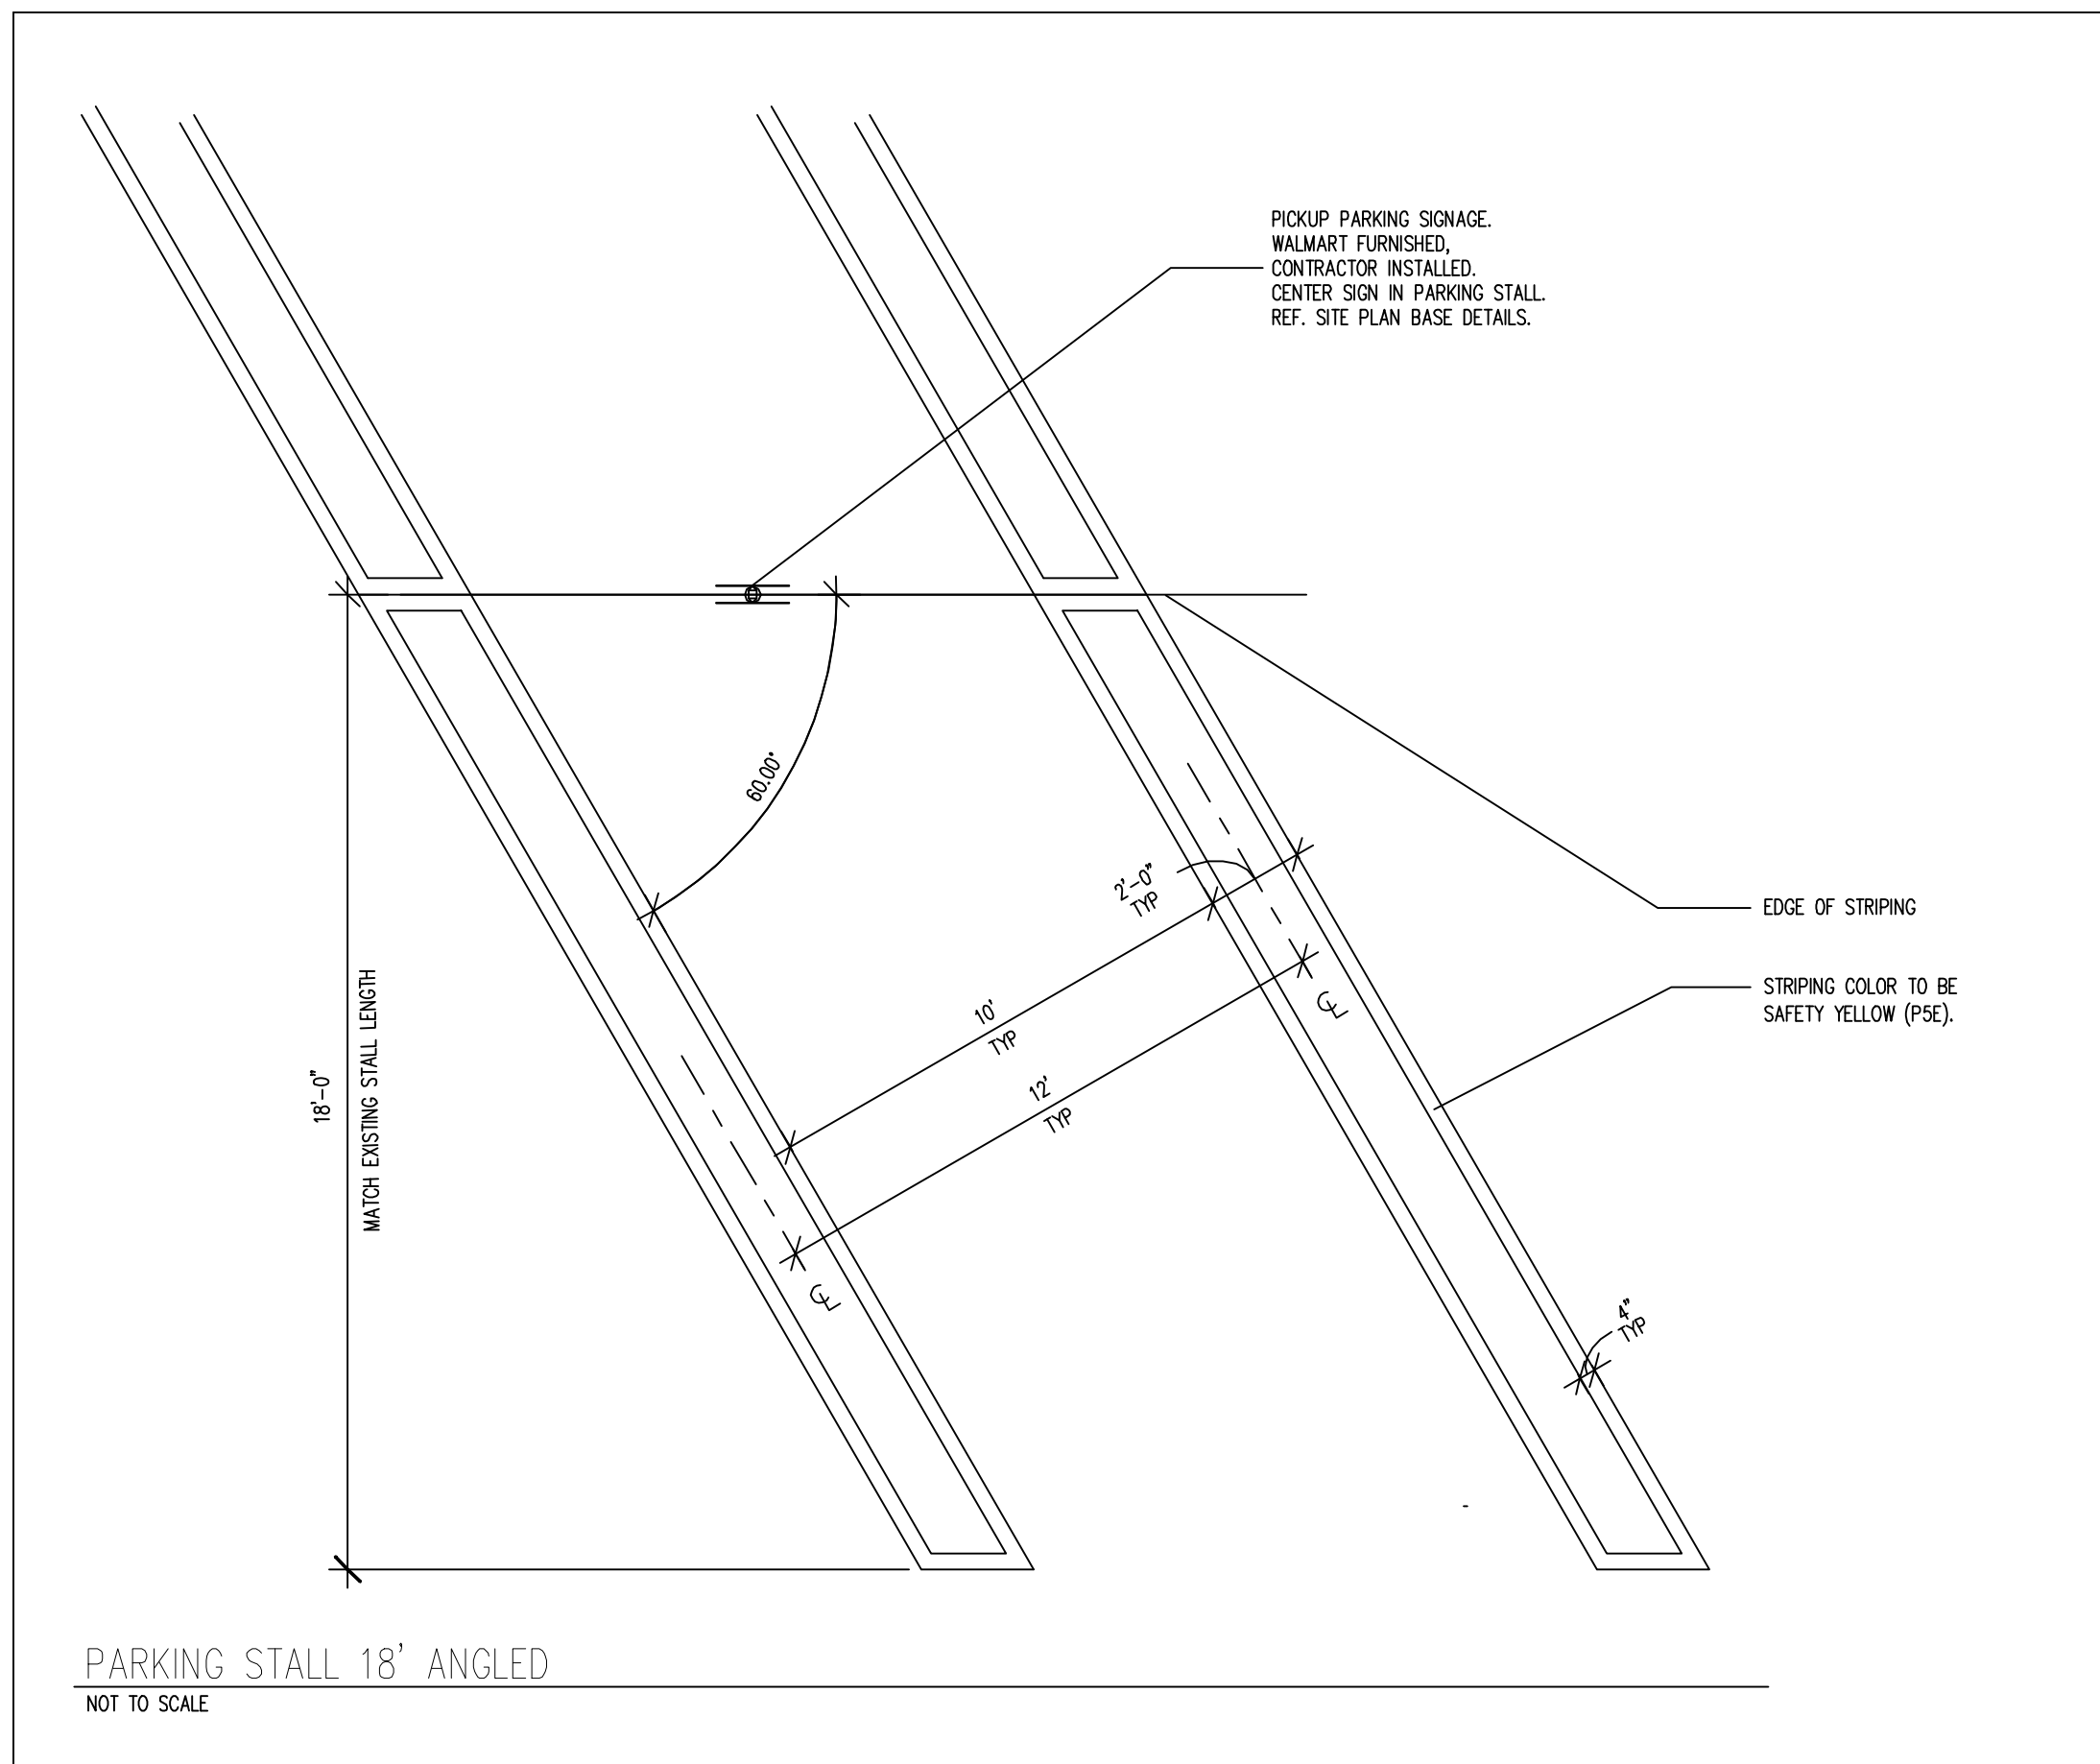 PICKUP PARKING SIGNAGE.
WALMART FURNISHED,
CONTRACTOR INSTALLED.
CENTER SIGN IN PARKING STALL.
REF. SITE PLAN BASE DETAILS.
60.00°
2'-0"
TYP
EDGE OF STRIPING
10'
TYP
STRIPING COLOR TO BE
SAFETY YELLOW (P5E).
℄
12'
TYP
18'-0"
MATCH EXISTING STALL LENGTH
℄
4"
TYP
PARKING STALL 18' ANGLED
NOT TO SCALE